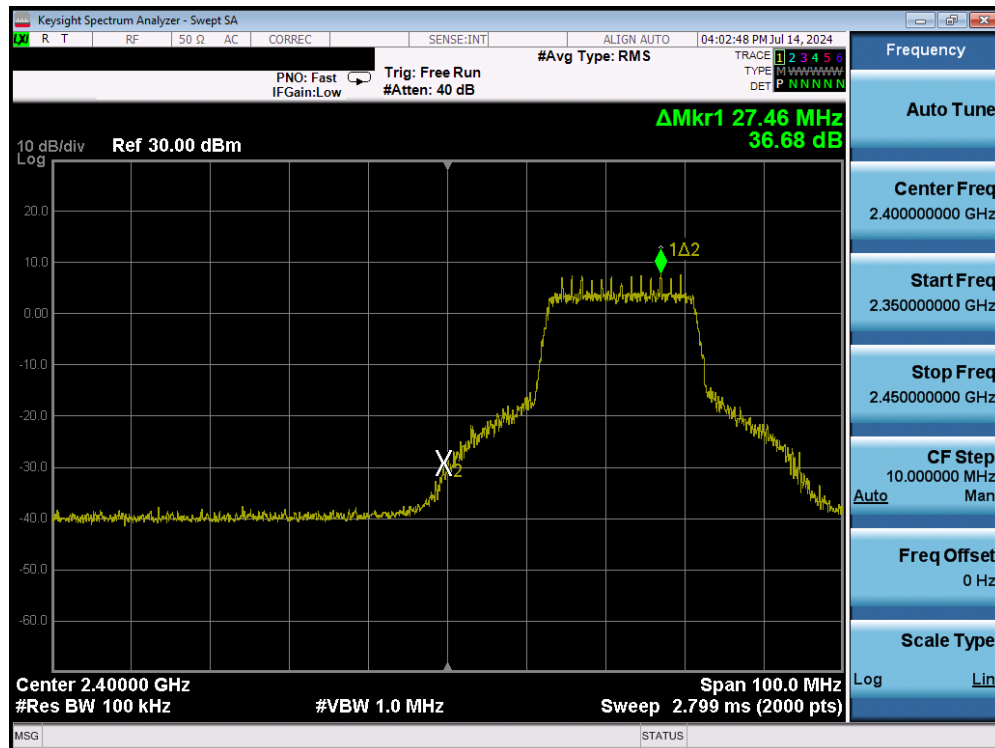 Keysight Spectrum Analyzer - Swept SA
LXI R T RF 50 Ω AC CORREC SENSE:INT ALIGN AUTO 04:02:48 PM Jul 14, 2024
PNO: Fast
IFGain:Low
Trig: Free Run
#Atten: 40 dB
#Avg Type: RMS
TRACE 1 2 3 4 5 6
TYPE M WWWWW
DET P N N N N N
ΔMkr1 27.46 MHz
36.68 dB
10 dB/div Ref 30.00 dBm
Log
20.0
10.0
0.00
-10.0
-20.0
-30.0
-40.0
-50.0
-60.0
1Δ2
X2
Center 2.40000 GHz Span 100.0 MHz
#Res BW 100 kHz #VBW 1.0 MHz Sweep 2.799 ms (2000 pts)
MSG STATUS
Frequency
Auto Tune
Center Freq
2.400000000 GHz
Start Freq
2.350000000 GHz
Stop Freq
2.450000000 GHz
CF Step
10.000000 MHz
Auto Man
Freq Offset
0 Hz
Scale Type
Log Lin